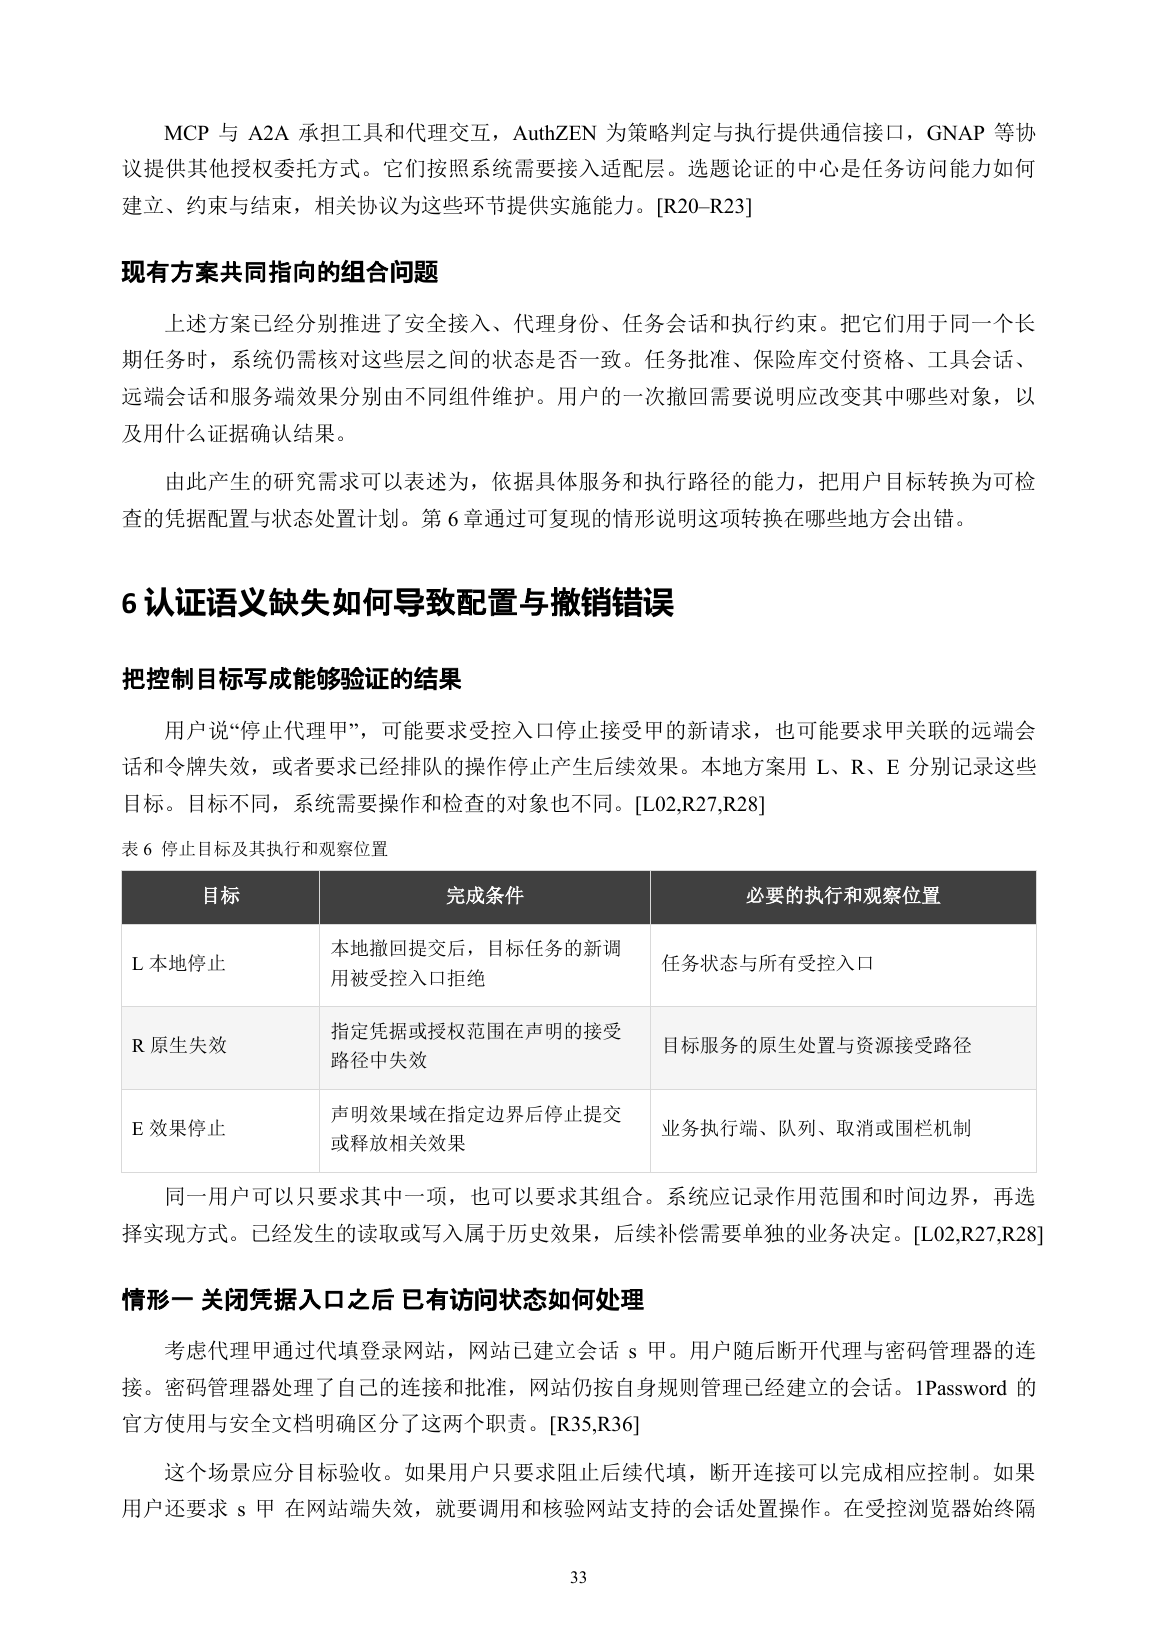 MCP 与 A2A 承担工具和代理交互，AuthZEN 为策略判定与执行提供通信接口，GNAP 等协
议提供其他授权委托方式。它们按照系统需要接入适配层。选题论证的中心是任务访问能力如何
建立、约束与结束，相关协议为这些环节提供实施能力。[R20–R23]
现有方案共同指向的组合问题
上述方案已经分别推进了安全接入、代理身份、任务会话和执行约束。把它们用于同一个长
期任务时，系统仍需核对这些层之间的状态是否一致。任务批准、保险库交付资格、工具会话、
远端会话和服务端效果分别由不同组件维护。用户的一次撤回需要说明应改变其中哪些对象，以
及用什么证据确认结果。
由此产生的研究需求可以表述为，依据具体服务和执行路径的能力，把用户目标转换为可检
查的凭据配置与状态处置计划。第 6 章通过可复现的情形说明这项转换在哪些地方会出错。
6 认证语义缺失如何导致配置与撤销错误
把控制目标写成能够验证的结果
用户说“停止代理甲”，可能要求受控入口停止接受甲的新请求，也可能要求甲关联的远端会
话和令牌失效，或者要求已经排队的操作停止产生后续效果。本地方案用 L、R、E 分别记录这些
目标。目标不同，系统需要操作和检查的对象也不同。[L02,R27,R28]
表 6 停止目标及其执行和观察位置
目标 完成条件 必要的执行和观察位置
L 本地停止 本地撤回提交后，目标任务的新调 任务状态与所有受控入口
用被受控入口拒绝
R 原生失效 指定凭据或授权范围在声明的接受 目标服务的原生处置与资源接受路径
路径中失效
E 效果停止 声明效果域在指定边界后停止提交 业务执行端、队列、取消或围栏机制
或释放相关效果
同一用户可以只要求其中一项，也可以要求其组合。系统应记录作用范围和时间边界，再选
择实现方式。已经发生的读取或写入属于历史效果，后续补偿需要单独的业务决定。[L02,R27,R28]
情形一 关闭凭据入口之后 已有访问状态如何处理
考虑代理甲通过代填登录网站，网站已建立会话 s 甲。用户随后断开代理与密码管理器的连
接。密码管理器处理了自己的连接和批准，网站仍按自身规则管理已经建立的会话。1Password 的
官方使用与安全文档明确区分了这两个职责。[R35,R36]
这个场景应分目标验收。如果用户只要求阻止后续代填，断开连接可以完成相应控制。如果
用户还要求 s 甲 在网站端失效，就要调用和核验网站支持的会话处置操作。在受控浏览器始终隔
33